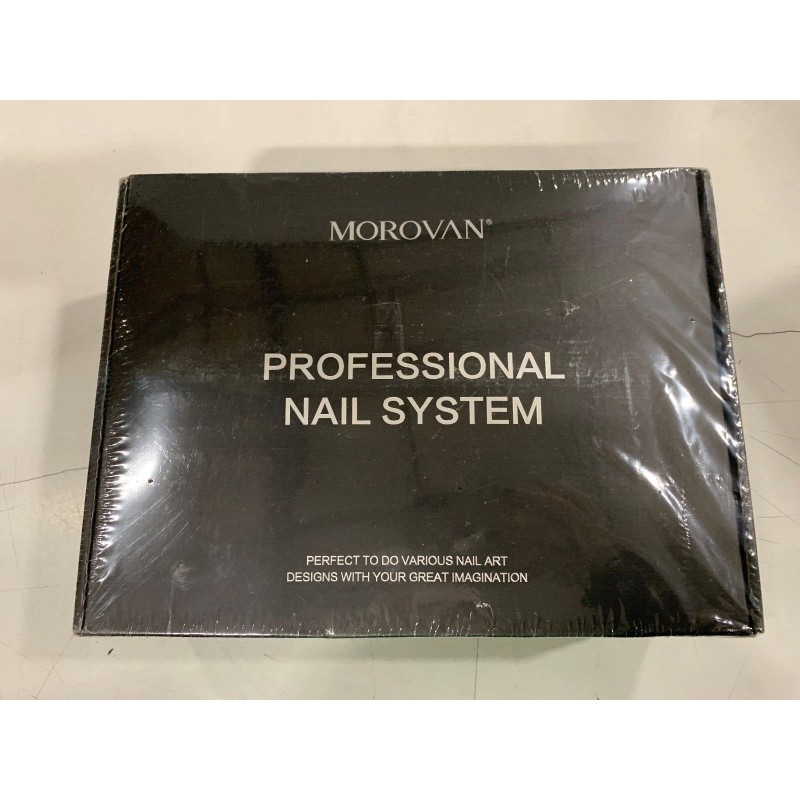 MOROVAN®
PROFESSIONAL
NAIL SYSTEM
PERFECT TO DO VARIOUS NAIL ART
DESIGNS WITH YOUR GREAT IMAGINATION